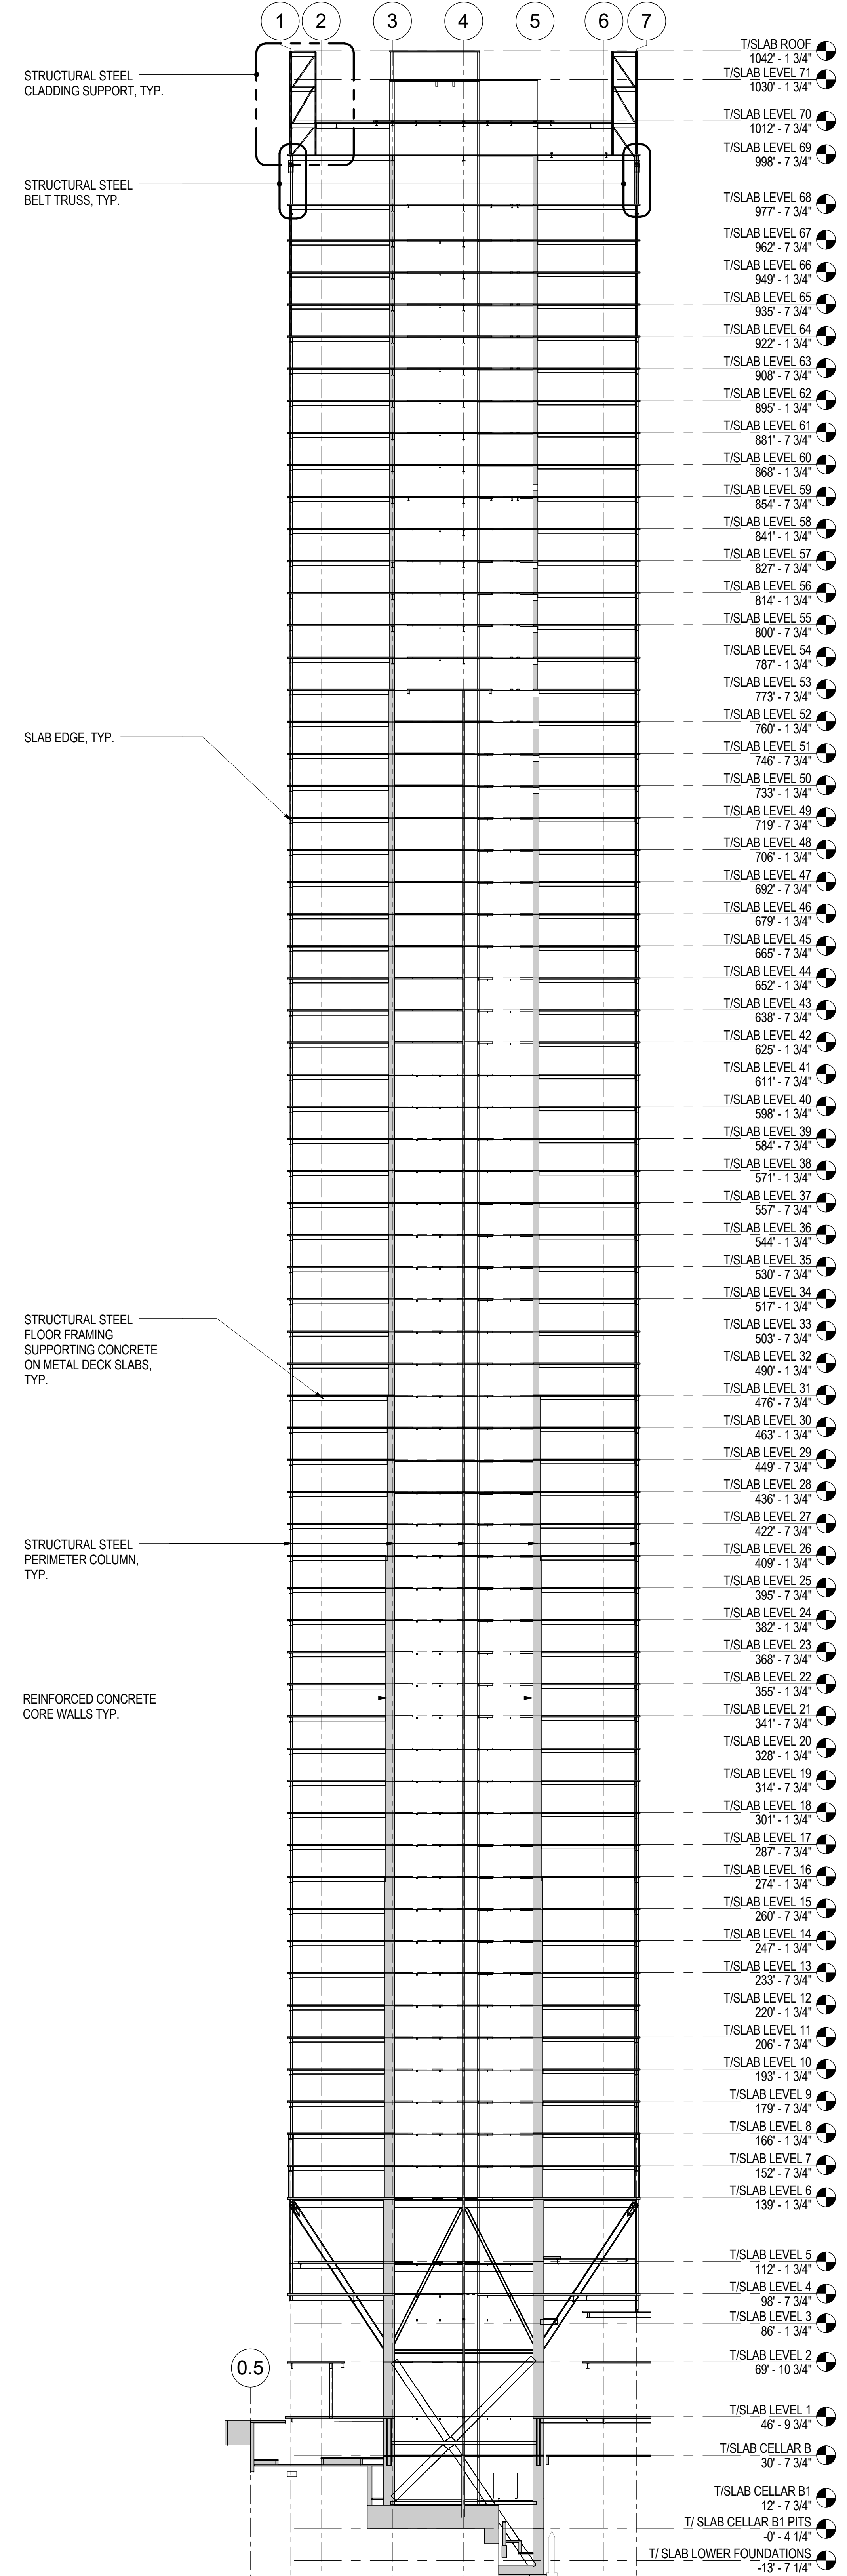 1 2 3 4 5 6 7
T/SLAB ROOF
1042' - 1 3/4"
T/SLAB LEVEL 71
1030' - 1 3/4"
STRUCTURAL STEEL
CLADDING SUPPORT, TYP.
T/SLAB LEVEL 70
1012' - 7 3/4"
T/SLAB LEVEL 69
998' - 7 3/4"
STRUCTURAL STEEL
BELT TRUSS, TYP.
T/SLAB LEVEL 68
977' - 7 3/4"
T/SLAB LEVEL 67
962' - 7 3/4"
T/SLAB LEVEL 66
949' - 1 3/4"
T/SLAB LEVEL 65
935' - 7 3/4"
T/SLAB LEVEL 64
922' - 1 3/4"
T/SLAB LEVEL 63
908' - 7 3/4"
T/SLAB LEVEL 62
895' - 1 3/4"
T/SLAB LEVEL 61
881' - 7 3/4"
T/SLAB LEVEL 60
868' - 1 3/4"
T/SLAB LEVEL 59
854' - 7 3/4"
T/SLAB LEVEL 58
841' - 1 3/4"
T/SLAB LEVEL 57
827' - 7 3/4"
T/SLAB LEVEL 56
814' - 1 3/4"
T/SLAB LEVEL 55
800' - 7 3/4"
T/SLAB LEVEL 54
787' - 1 3/4"
T/SLAB LEVEL 53
773' - 7 3/4"
T/SLAB LEVEL 52
760' - 1 3/4"
SLAB EDGE, TYP.
T/SLAB LEVEL 51
746' - 7 3/4"
T/SLAB LEVEL 50
733' - 1 3/4"
T/SLAB LEVEL 49
719' - 7 3/4"
T/SLAB LEVEL 48
706' - 1 3/4"
T/SLAB LEVEL 47
692' - 7 3/4"
T/SLAB LEVEL 46
679' - 1 3/4"
T/SLAB LEVEL 45
665' - 7 3/4"
T/SLAB LEVEL 44
652' - 1 3/4"
T/SLAB LEVEL 43
638' - 7 3/4"
T/SLAB LEVEL 42
625' - 1 3/4"
T/SLAB LEVEL 41
611' - 7 3/4"
T/SLAB LEVEL 40
598' - 1 3/4"
T/SLAB LEVEL 39
584' - 7 3/4"
T/SLAB LEVEL 38
571' - 1 3/4"
T/SLAB LEVEL 37
557' - 7 3/4"
T/SLAB LEVEL 36
544' - 1 3/4"
T/SLAB LEVEL 35
530' - 7 3/4"
T/SLAB LEVEL 34
517' - 1 3/4"
STRUCTURAL STEEL
FLOOR FRAMING
SUPPORTING CONCRETE
ON METAL DECK SLABS,
TYP.
T/SLAB LEVEL 33
503' - 7 3/4"
T/SLAB LEVEL 32
490' - 1 3/4"
T/SLAB LEVEL 31
476' - 7 3/4"
T/SLAB LEVEL 30
463' - 1 3/4"
T/SLAB LEVEL 29
449' - 7 3/4"
T/SLAB LEVEL 28
436' - 1 3/4"
T/SLAB LEVEL 27
422' - 7 3/4"
STRUCTURAL STEEL
PERIMETER COLUMN,
TYP.
T/SLAB LEVEL 26
409' - 1 3/4"
T/SLAB LEVEL 25
395' - 7 3/4"
T/SLAB LEVEL 24
382' - 1 3/4"
T/SLAB LEVEL 23
368' - 7 3/4"
T/SLAB LEVEL 22
355' - 1 3/4"
REINFORCED CONCRETE
CORE WALLS TYP.
T/SLAB LEVEL 21
341' - 7 3/4"
T/SLAB LEVEL 20
328' - 1 3/4"
T/SLAB LEVEL 19
314' - 7 3/4"
T/SLAB LEVEL 18
301' - 1 3/4"
T/SLAB LEVEL 17
287' - 7 3/4"
T/SLAB LEVEL 16
274' - 1 3/4"
T/SLAB LEVEL 15
260' - 7 3/4"
T/SLAB LEVEL 14
247' - 1 3/4"
T/SLAB LEVEL 13
233' - 7 3/4"
T/SLAB LEVEL 12
220' - 1 3/4"
T/SLAB LEVEL 11
206' - 7 3/4"
T/SLAB LEVEL 10
193' - 1 3/4"
T/SLAB LEVEL 9
179' - 7 3/4"
T/SLAB LEVEL 8
166' - 1 3/4"
T/SLAB LEVEL 7
152' - 7 3/4"
T/SLAB LEVEL 6
139' - 1 3/4"
T/SLAB LEVEL 5
112' - 1 3/4"
T/SLAB LEVEL 4
98' - 7 3/4"
T/SLAB LEVEL 3
86' - 1 3/4"
T/SLAB LEVEL 2
69' - 10 3/4"
0.5
T/SLAB LEVEL 1
46' - 9 3/4"
T/SLAB CELLAR B
30' - 7 3/4"
T/SLAB CELLAR B1
12' - 7 3/4"
T/ SLAB CELLAR B1 PITS
-0' - 4 1/4"
T/ SLAB LOWER FOUNDATIONS
-13' - 7 1/4"